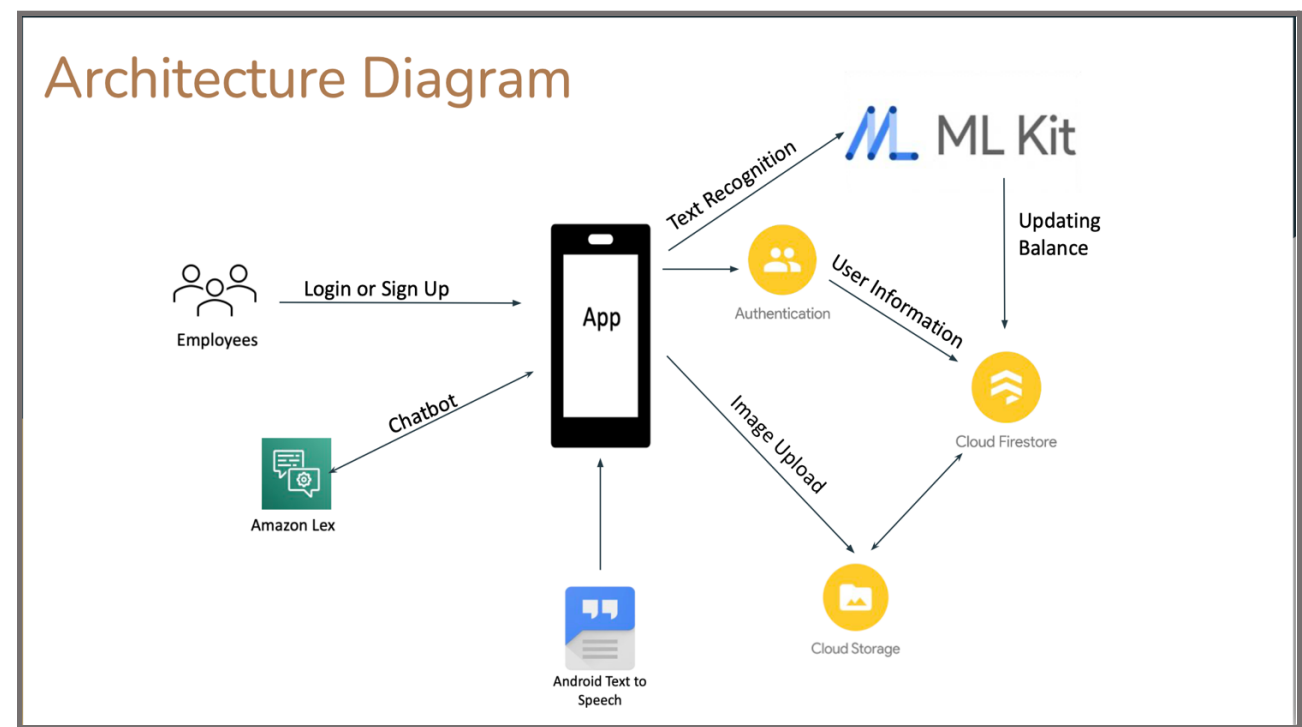 Architecture Diagram
ML Kit
Text Recognition
Updating
Balance
Login or Sign Up
App
Employees
Authentication
User Information
Chatbot
Image Upload
Cloud Firestore
Amazon Lex
Cloud Storage
Android Text to
Speech